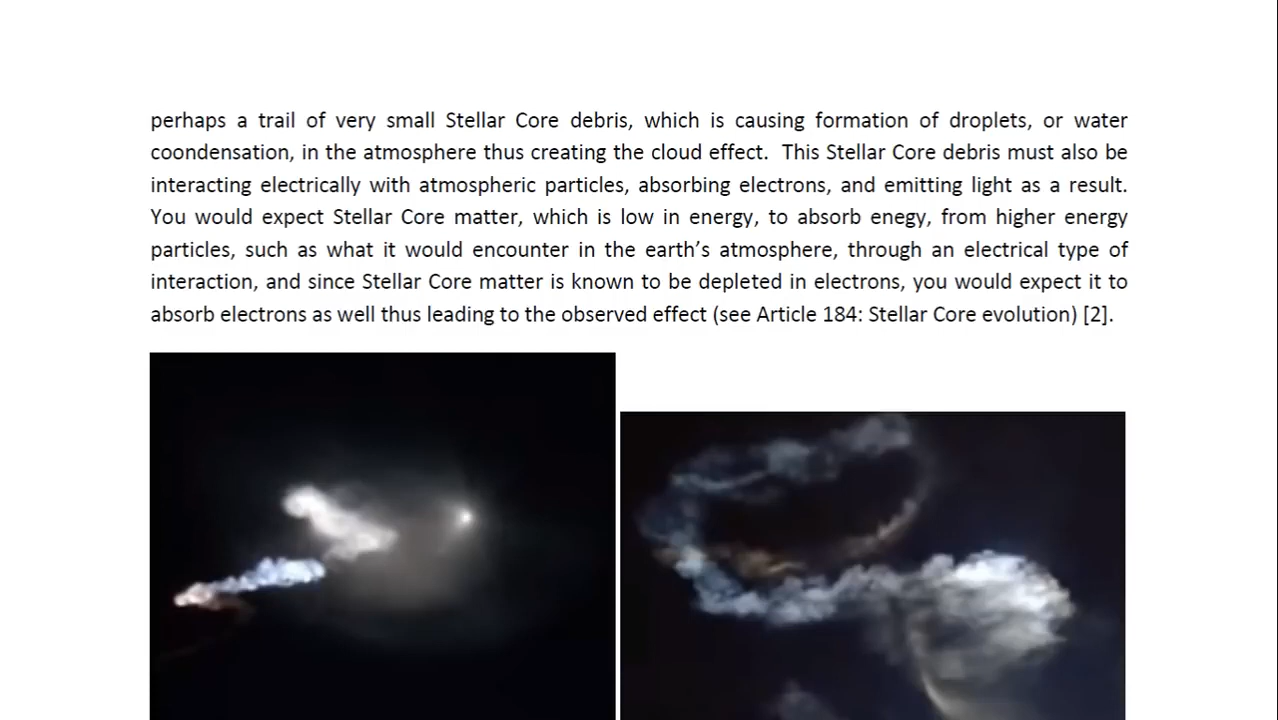 perhaps a trail of very small Stellar Core debris, which is causing formation of droplets, or water
coondensation, in the atmosphere thus creating the cloud effect.  This Stellar Core debris must also be
interacting electrically with atmospheric particles, absorbing electrons, and emitting light as a result.
You would expect Stellar Core matter, which is low in energy, to absorb enegy, from higher energy
particles, such as what it would encounter in the earth’s atmosphere, through an electrical type of
interaction, and since Stellar Core matter is known to be depleted in electrons, you would expect it to
absorb electrons as well thus leading to the observed effect (see Article 184: Stellar Core evolution) [2].